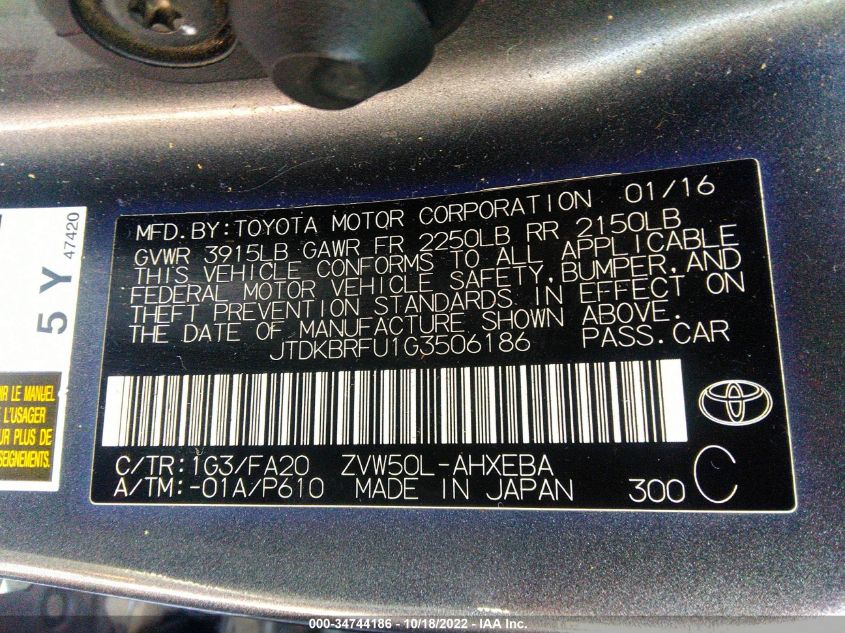 MFD. BY: TOYOTA MOTOR CORPORATION 01/16
GVWR 3915LB GAWR FR 2250LB RR 2150LB
THIS VEHICLE CONFORMS TO ALL APPLICABLE
FEDERAL MOTOR VEHICLE SAFETY, BUMPER, AND
THEFT PREVENTION STANDARDS IN EFFECT ON
THE DATE OF MANUFACTURE SHOWN ABOVE.
JTDKBRFU1G3506186 PASS. CAR
C/TR: 1G3/FA20 ZVW50L-AHXEBA
A/TM: -01A/P610 MADE IN JAPAN 300 C
5 Y 47420
LE MANUEL
L'USAGER
PLUS DE
000-34744186 - 10/18/2022 - IAA Inc.